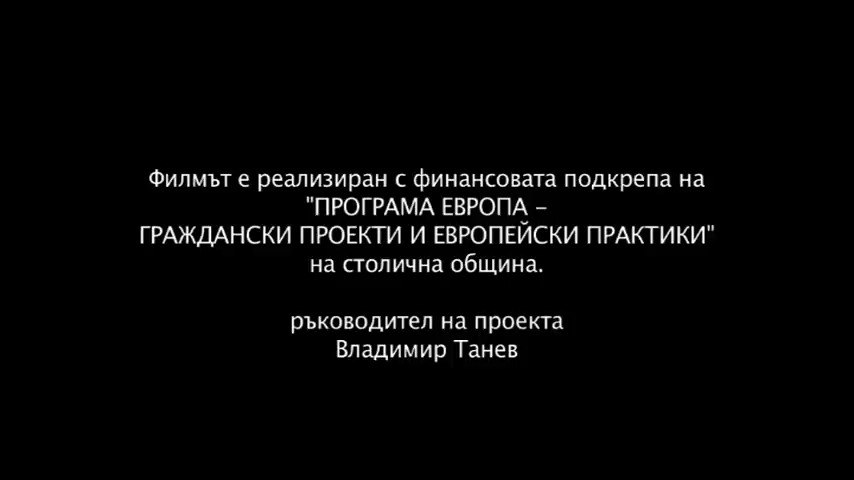 Филмът е реализиран с финансовата подкрепа на
"ПРОГРАМА ЕВРОПА –
ГРАЖДАНСКИ ПРОЕКТИ И ЕВРОПЕЙСКИ ПРАКТИКИ"
на столична община.
ръководител на проекта
Владимир Танев